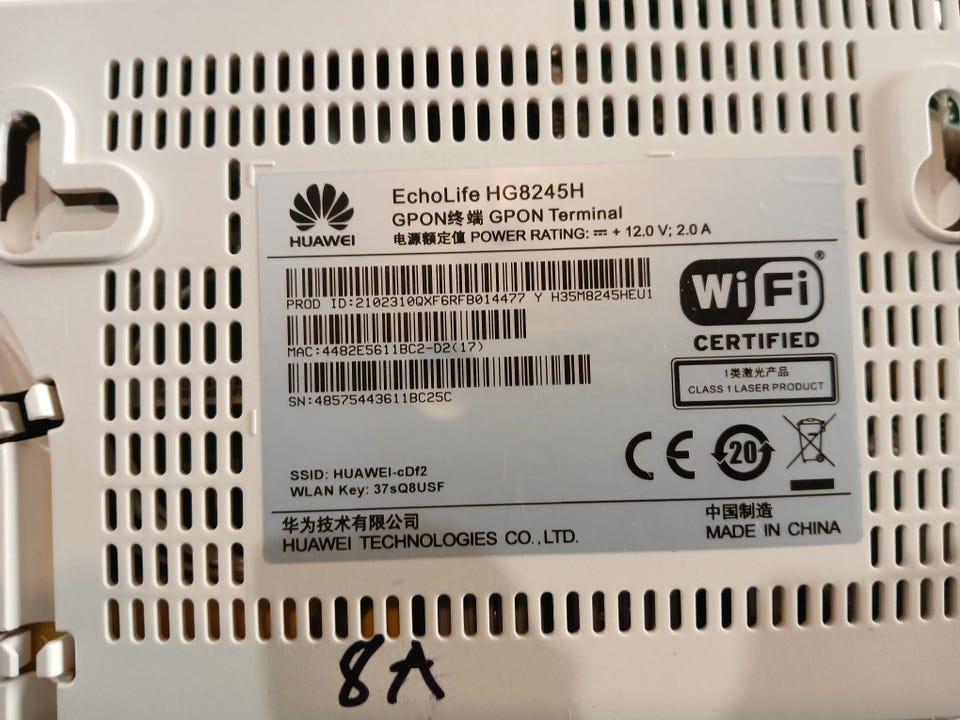 HUAWEI
EchoLife HG8245H
GPON终端 GPON Terminal
电源额定值 POWER RATING: ⎓ + 12.0 V; 2.0 A
PROD ID:2102310QXF6RFB014477 Y H35M8245HEU1
MAC:4482E5611BC2-D2(17)
SN:48575443611BC25C
WiFi®
CERTIFIED
1类激光产品
CLASS 1 LASER PRODUCT
CE
20
SSID: HUAWEI-cDf2
WLAN Key: 37sQ8USF
华为技术有限公司
HUAWEI TECHNOLOGIES CO.,LTD.
中国制造
MADE IN CHINA
8A